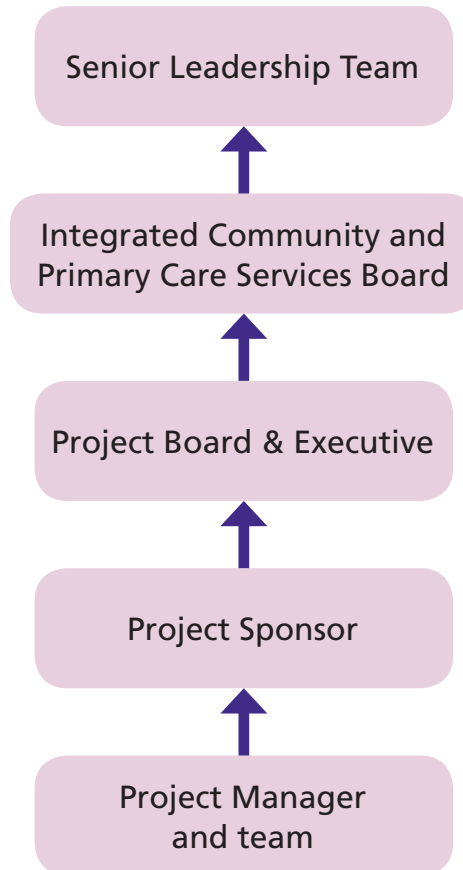 Senior Leadership Team
Integrated Community and
Primary Care Services Board
Project Board & Executive
Project Sponsor
Project Manager
and team